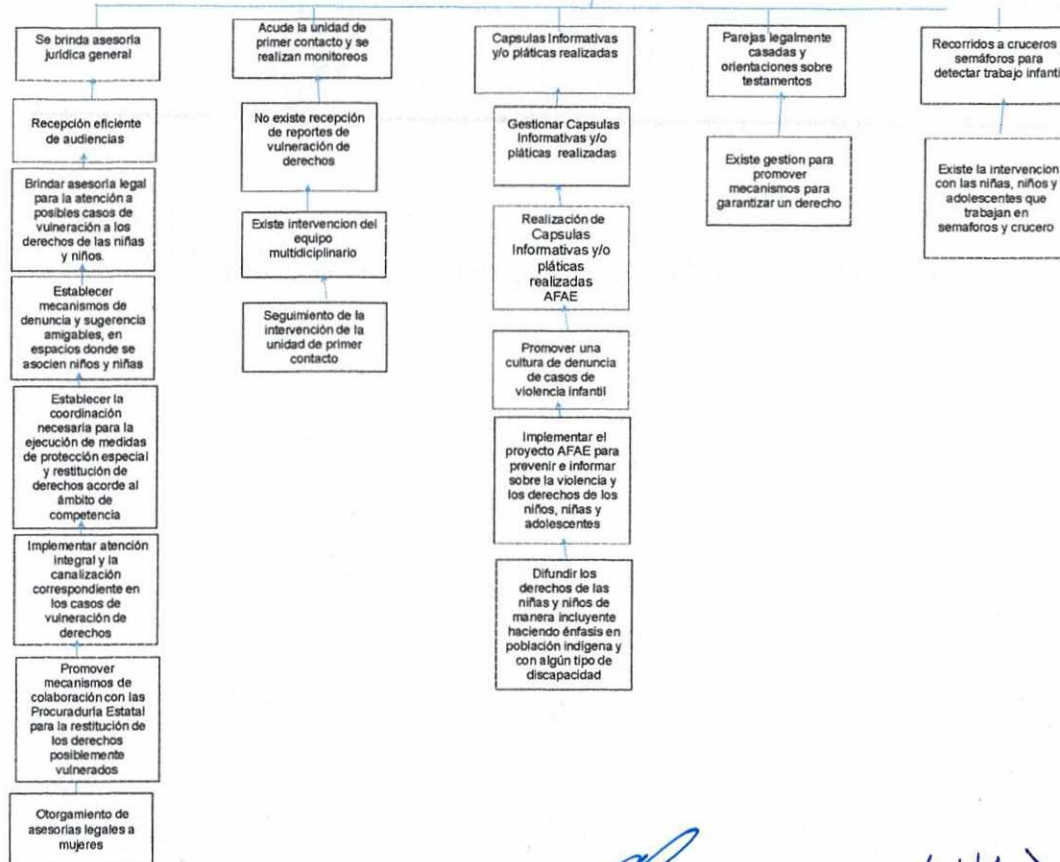 Se brinda asesoria
jurídica general
Recepción eficiente
de audiencias
Brindar asesoría legal
para la atención a
posibles casos de
vulneración a los
derechos de las niñas
y niños.
Establecer
mecanismos de
denuncia y sugerencia
amigables, en
espacios donde se
asocien niños y niñas
Establecer la
coordinación
necesaria para la
ejecución de medidas
de protección especial
y restitución de
derechos acorde al
ámbito de
competencia
Implementar atención
integral y la
canalización
correspondiente en
los casos de
vulneración de
derechos
Promover
mecanismos de
colaboración con las
Procuraduría Estatal
para la restitución de
los derechos
posiblemente
vulnerados
Otorgamiento de
asesorias legales a
mujeres
Acude la unidad de
primer contacto y se
realizan monitoreos
No existe recepción
de reportes de
vulneración de
derechos
Existe intervencion del
equipo
multidiciplinario
Seguimiento de la
intervención de la
unidad de primer
contacto
Capsulas Informativas
y/o pláticas realizadas
Gestionar Capsulas
Informativas y/o
pláticas realizadas
Realización de
Capsulas
Informativas y/o
pláticas
realizadas
AFAE
Promover una
cultura de denuncia
de casos de
violencia infantil
Implementar el
proyecto AFAE para
prevenir e informar
sobre la violencia y
los derechos de los
niños, niñas y
adolescentes
Difundir los
derechos de las
niñas y niños de
manera incluyente
haciendo énfasis en
población indígena y
con algún tipo de
discapacidad
Parejas legalmente
casadas y
orientaciones sobre
testamentos
Existe gestion para
promover
mecanismos para
garantizar un derecho
Recorridos a cruceros
semáforos para
detectar trabajo infanti
Existe la intervencion
con las niñas, niños y
adolescentes que
trabajan en
semaforos y crucero